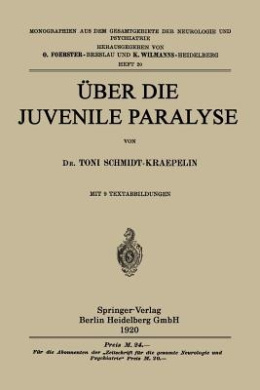 MONOGRAPHIEN AUS DEM GESAMTGEBIETE DER NEUROLOGIE UND
PSYCHIATRIE
HERAUSGEGEBEN VON
O. FOERSTER-BRESLAU UND K. WILMANNS-HEIDELBERG
HEFT 20
ÜBER DIE
JUVENILE PARALYSE
VON
DR. TONI SCHMIDT-KRAEPELIN
MIT 9 TEXTABBILDUNGEN
Springer-Verlag
Berlin Heidelberg GmbH
1920
Preis M. 24.—
Für die Abonnenten der „Zeitschrift für die gesamte Neurologie und
Psychiatrie" Preis M. 20.—